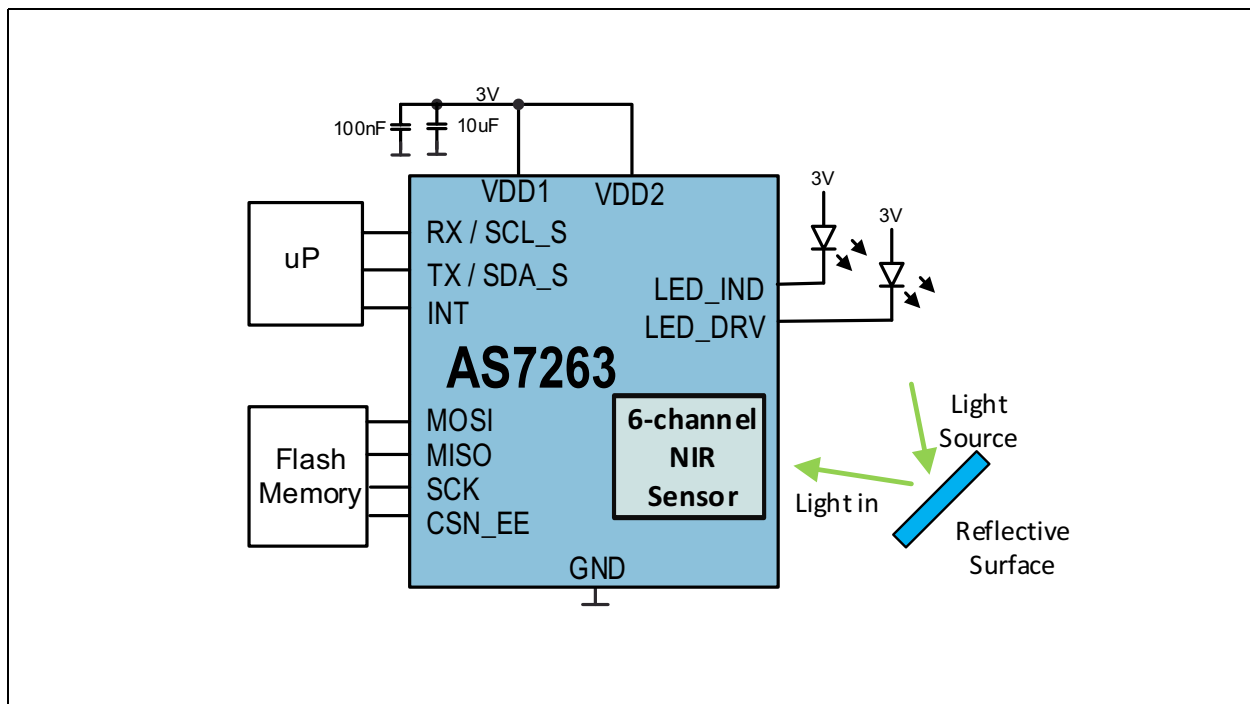 3V
100nF
10uF
VDD1
VDD2
3V
3V
uP
RX / SCL_S
TX / SDA_S
INT
LED_IND
LED_DRV
AS7263
Flash
Memory
MOSI
MISO
SCK
CSN_EE
6-channel
NIR
Sensor
Light
Source
Light in
Reflective
Surface
GND